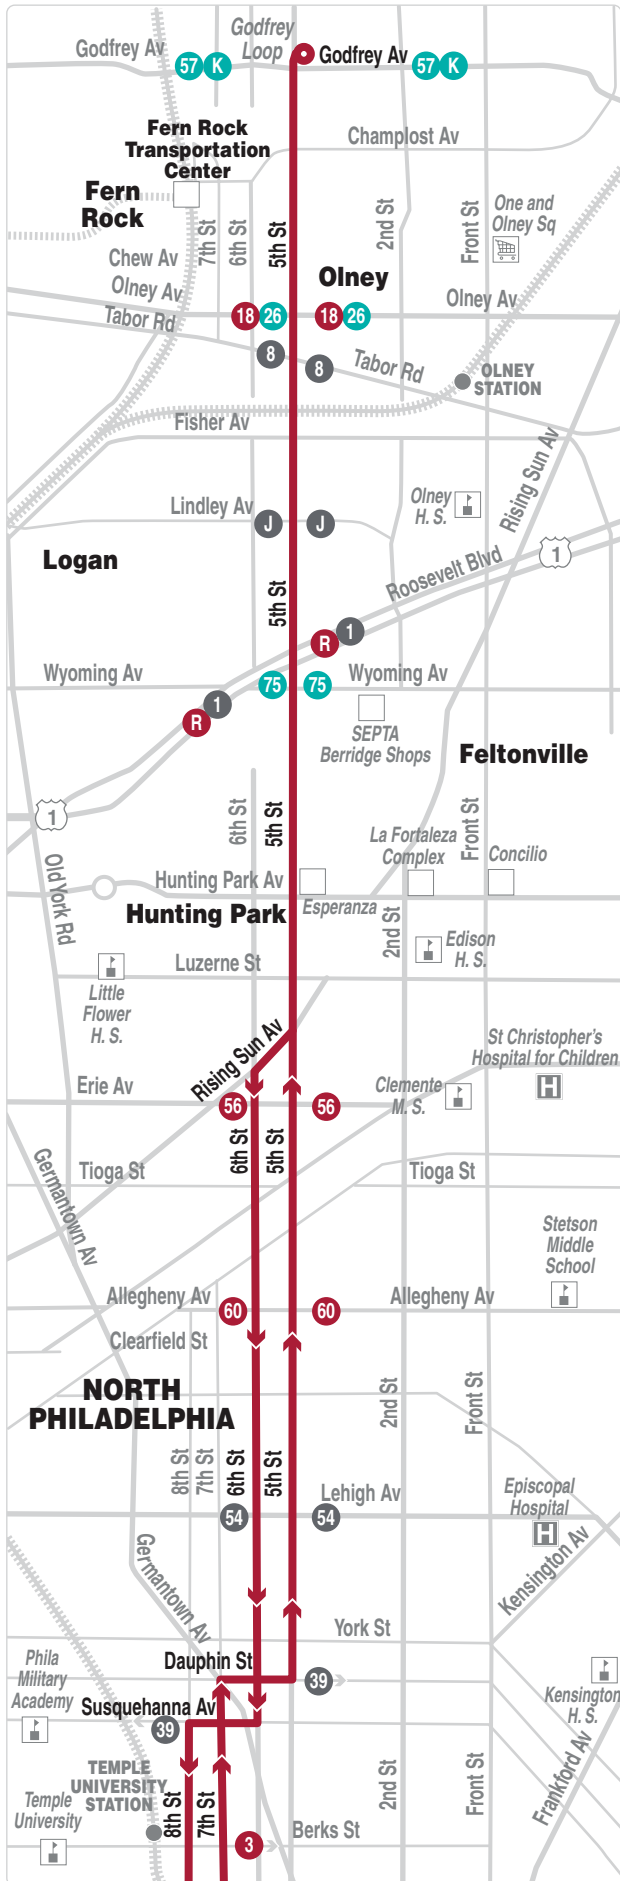 Godfrey
Loop
Godfrey Av
57 K
Godfrey Av
57 K
Fern Rock
Transportation
Center
Champlost Av
Fern
Rock
7th St
6th St
5th St
2nd St
Front St
One and
Olney Sq
Chew Av
Olney Av
Tabor Rd
Olney
Olney Av
18 26
18 26
8
8
Tabor Rd
OLNEY
STATION
Fisher Av
Rising Sun Av
Lindley Av
J
J
Olney
H. S.
Logan
5th St
Roosevelt Blvd
1
R 1
Wyoming Av
75
75
Wyoming Av
R 1
SEPTA
Berridge Shops
Feltonville
1
6th St
5th St
Front St
La Fortaleza
Complex
Concilio
Old York Rd
Hunting Park Av
Esperanza
Hunting Park
2nd St
Edison
H. S.
Luzerne St
Little
Flower
H. S.
Rising Sun Av
St Christopher's
Hospital for Children
H
Erie Av
56
56
Clemente
M. S.
6th St
5th St
Germantown Av
Tioga St
Tioga St
Stetson
Middle
School
Allegheny Av
60
60
Allegheny Av
Clearfield St
NORTH
PHILADELPHIA
2nd St
Front St
8th St
7th St
6th St
5th St
Lehigh Av
54
54
Episcopal
Hospital
H
Germantown Av
Kensington Av
York St
Phila
Military
Academy
Dauphin St
39
Kensington
H. S.
Susquehanna Av
39
TEMPLE
UNIVERSITY
STATION
Temple
University
8th St
7th St
2nd St
Front St
Frankford Av
3
Berks St